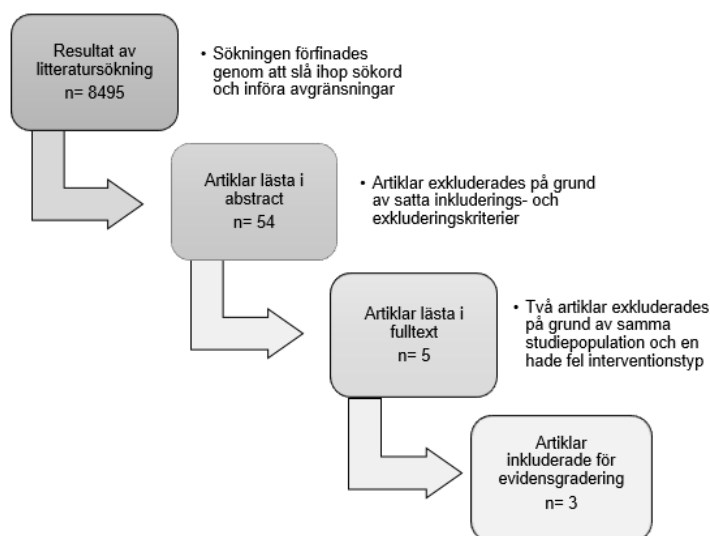 Resultat av
litteratursökning
n= 8495
• Sökningen förfinades
genom att slå ihop sökord
och införa avgränsningar
Artiklar lästa i
abstract
n= 54
• Artiklar exkluderades på grund
av satta inkluderings- och
exkluderingskriterier
Artiklar lästa i
fulltext
n= 5
• Två artiklar exkluderades
på grund av samma
studiepopulation och en
hade fel interventionstyp
Artiklar
inkluderade för
evidensgradering
n= 3